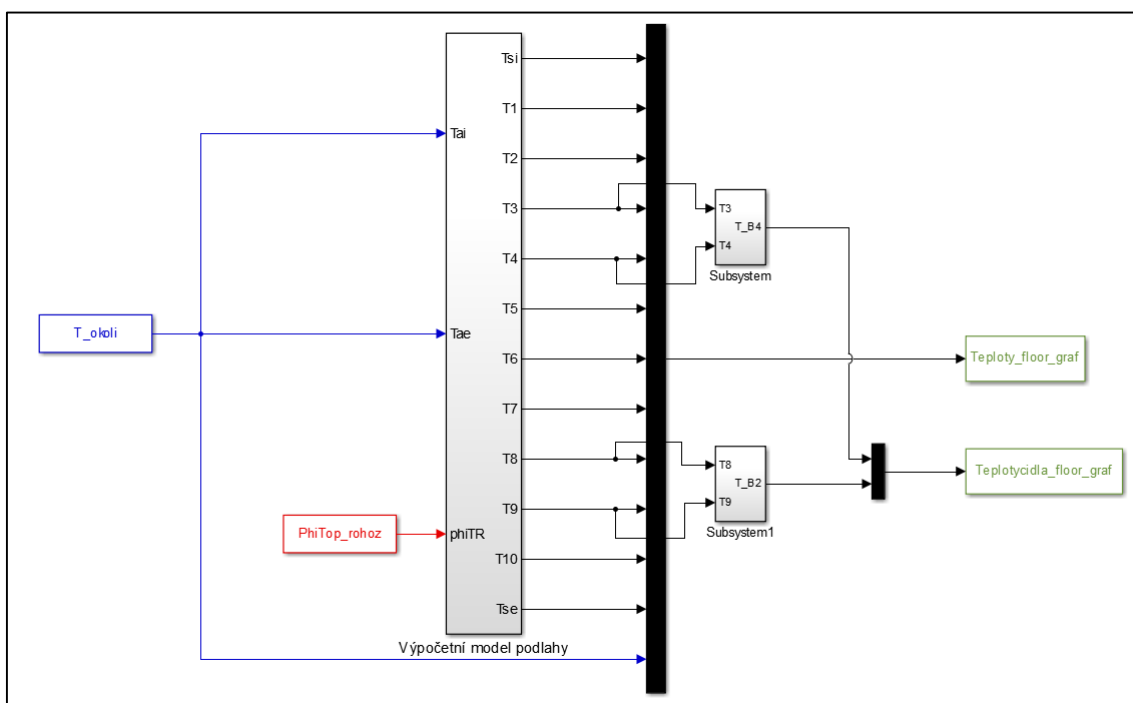 Tsi
T1
Tai
T2
T3
T3
T_B4
T4
T4
Subsystem
T5
T_okoli
Tae
T6
Teploty_floor_graf
T7
T8
T8
T_B2
Teplotycidla_floor_graf
T9
T9
Subsystem1
PhiTop_rohoz
phiTR
T10
Tse
Výpočetní model podlahy